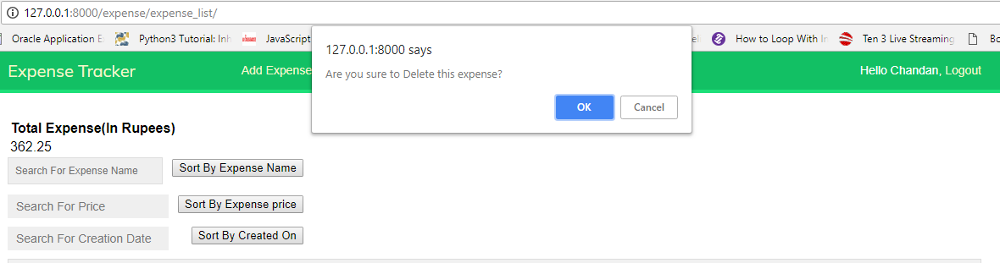 127.0.0.1:8000/expense/expense_list/
Oracle Application Python3 Tutorial: Inh JavaScript How to Loop With Ten 3 Live Streaming
127.0.0.1:8000 says
Are you sure to Delete this expense?
OK Cancel
Expense Tracker Add Expense Hello Chandan, Logout
Total Expense(In Rupees)
362.25
Search For Expense Name Sort By Expense Name
Search For Price Sort By Expense price
Search For Creation Date Sort By Created On